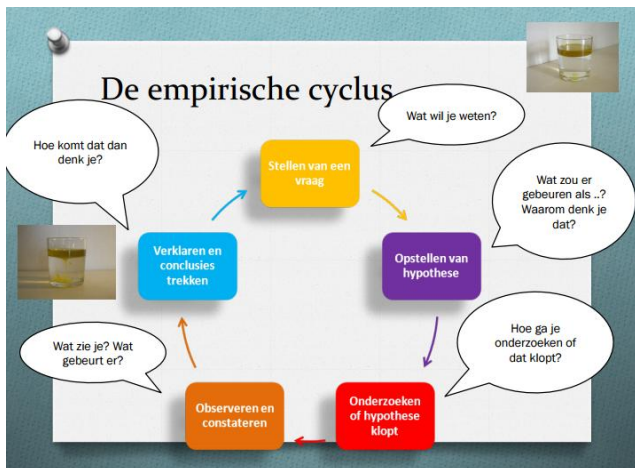 De empirische cyclus
Wat wil je weten?
Hoe komt dat dan
denk je?
Stellen van een
vraag
Wat zou er
gebeuren als ..?
Waarom denk je
dat?
Verklaren en
conclusies
trekken
Opstellen van
hypothese
Hoe ga je
onderzoeken of
dat klopt?
Wat zie je? Wat
gebeurt er?
Observeren en
constateren
Onderzoeken
of hypothese
klopt